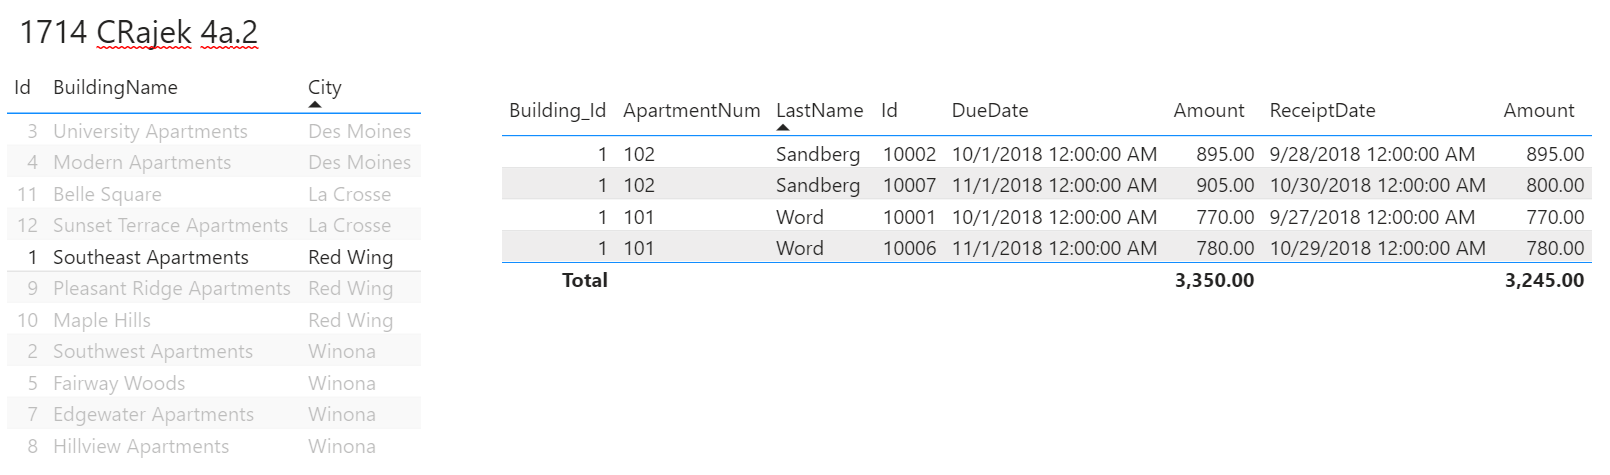 1714 CRajek 4a.2
Id BuildingName City
3 University Apartments Des Moines
4 Modern Apartments Des Moines
11 Belle Square La Crosse
12 Sunset Terrace Apartments La Crosse
1 Southeast Apartments Red Wing
9 Pleasant Ridge Apartments Red Wing
10 Maple Hills Red Wing
2 Southwest Apartments Winona
5 Fairway Woods Winona
7 Edgewater Apartments Winona
8 Hillview Apartments Winona
Building_Id ApartmentNum LastName Id DueDate Amount ReceiptDate Amount
1 102 Sandberg 10002 10/1/2018 12:00:00 AM 895.00 9/28/2018 12:00:00 AM 895.00
1 102 Sandberg 10007 11/1/2018 12:00:00 AM 905.00 10/30/2018 12:00:00 AM 800.00
1 101 Word 10001 10/1/2018 12:00:00 AM 770.00 9/27/2018 12:00:00 AM 770.00
1 101 Word 10006 11/1/2018 12:00:00 AM 780.00 10/29/2018 12:00:00 AM 780.00
Total 3,350.00 3,245.00